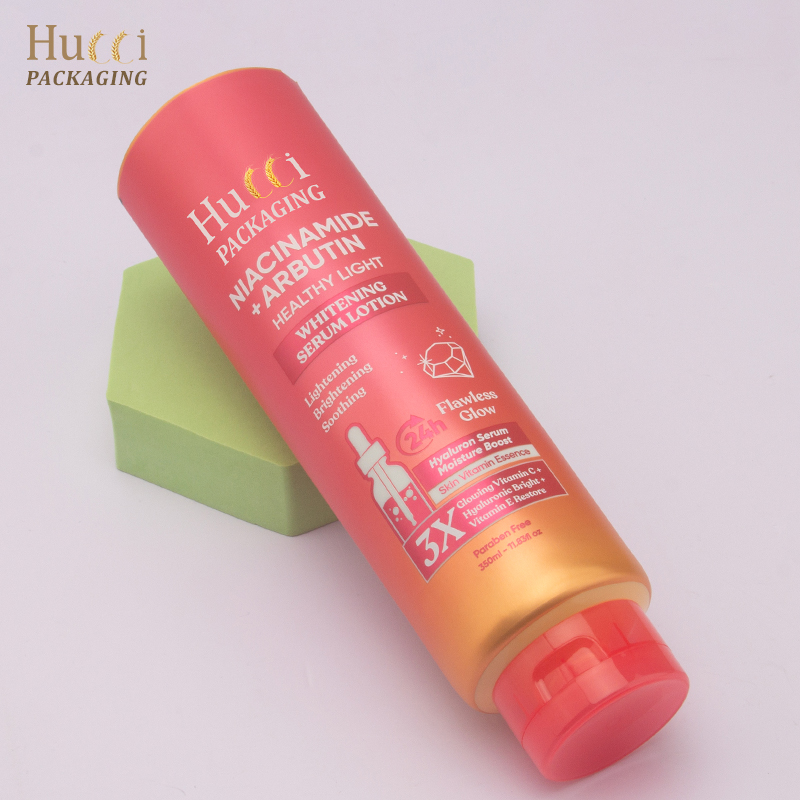 Hucci
PACKAGING
Hucci
PACKAGING
NIACINAMIDE
+ARBUTIN
HEALTHY LIGHT
WHITENING
SERUM LOTION
Lightening
Brightening
Soothing
Flawless
Glow
24h
Hyaluron Serum
Moisture Boost
Skin Vitamin Essence
3X
Glowing Vitamin C +
Hyaluronic Bright +
Vitamin E Restore
Paraben Free
350ml - 11.83fl oz